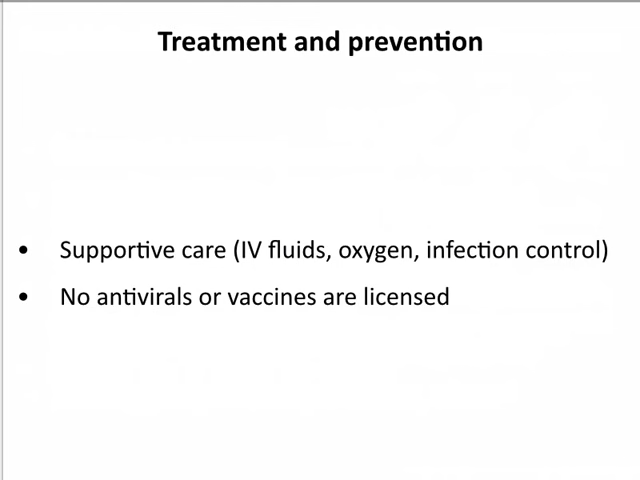 Treatment and prevention
• Supportive care (IV fluids, oxygen, infection control)
• No antivirals or vaccines are licensed